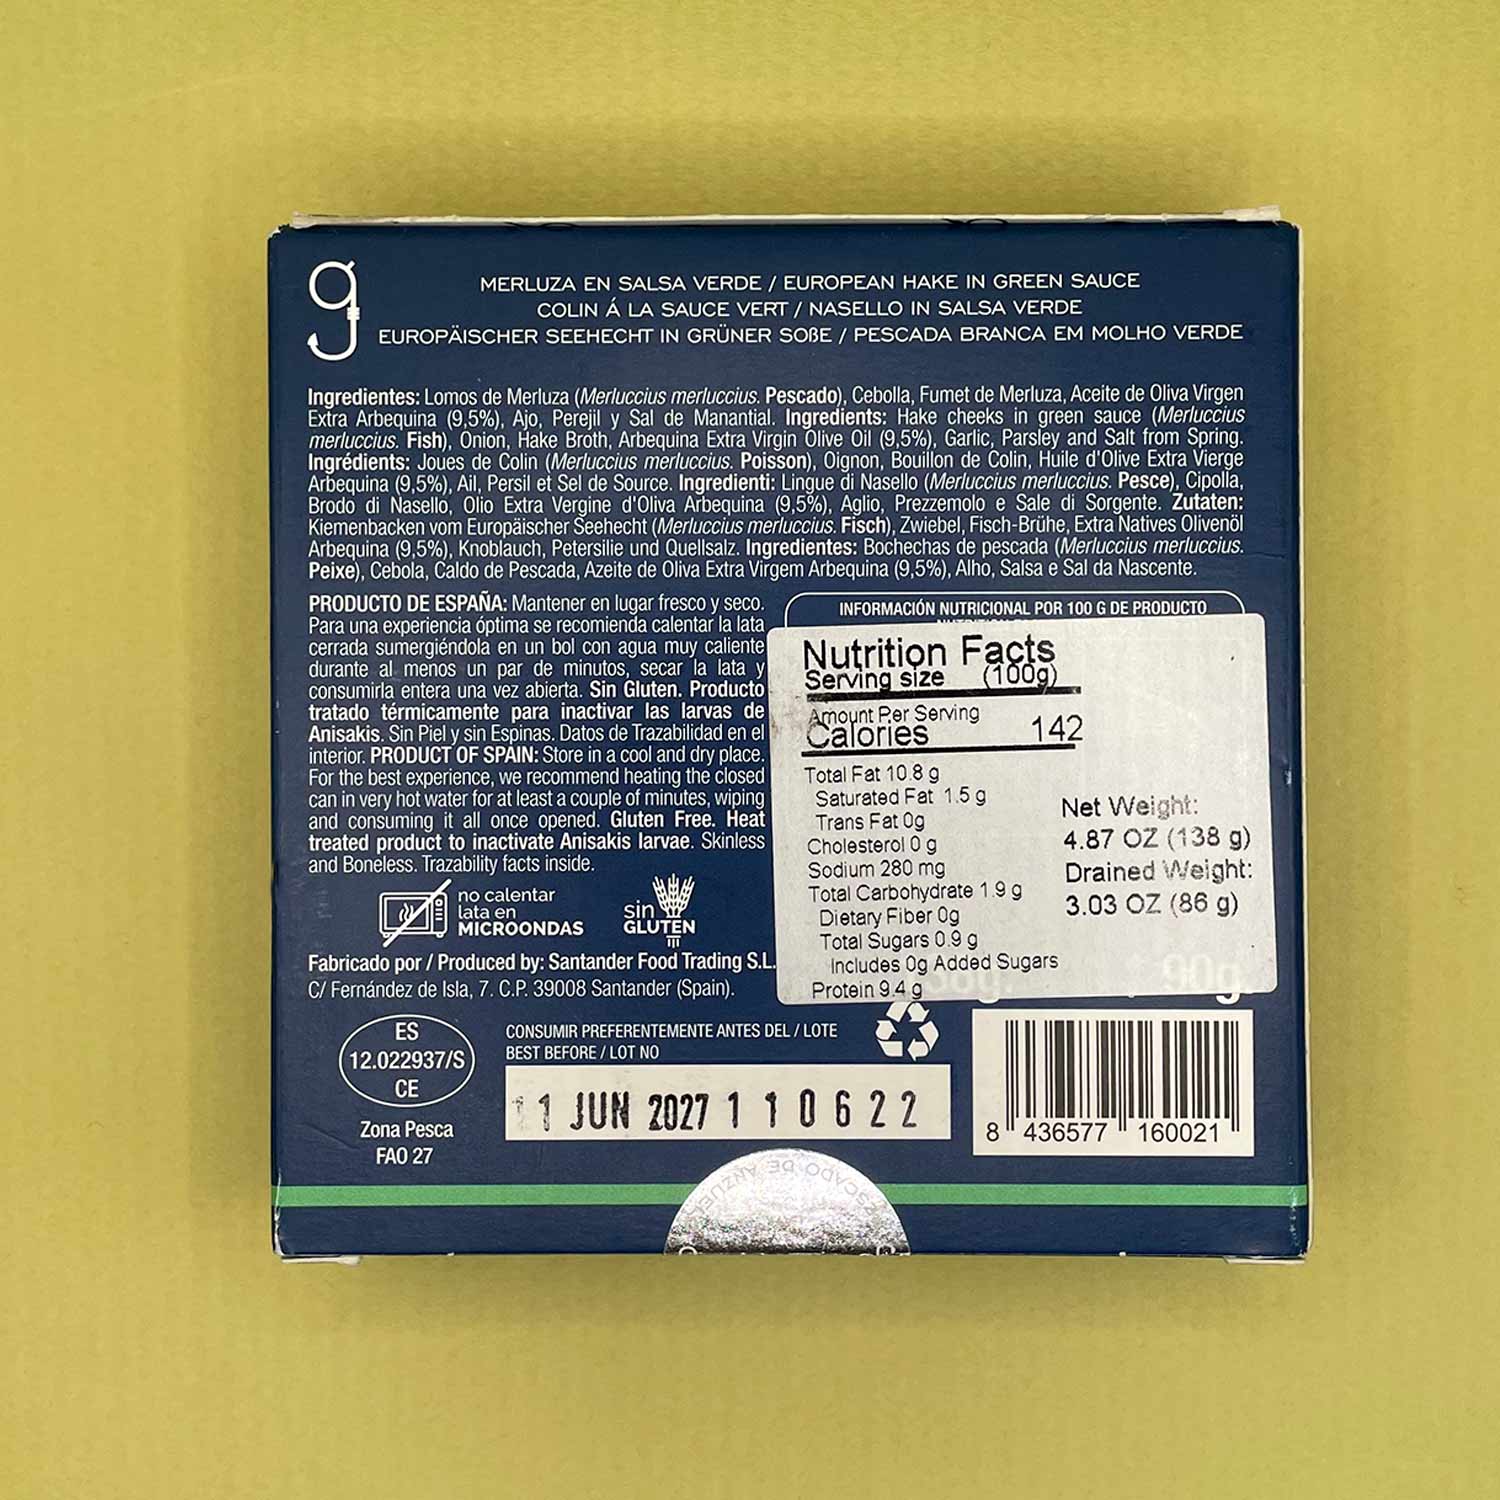 g
MERLUZA EN SALSA VERDE / EUROPEAN HAKE IN GREEN SAUCE
COLIN Á LA SAUCE VERT / NASELLO IN SALSA VERDE
EUROPÄISCHER SEEHECHT IN GRÜNER SOßE / PESCADA BRANCA EM MOLHO VERDE
Ingredientes: Lomos de Merluza (Merluccius merluccius. Pescado), Cebolla, Fumet de Merluza, Aceite de Oliva Virgen
Extra Arbequina (9,5%), Ajo, Perejil y Sal de Manantial. Ingredients: Hake cheeks in green sauce (Merluccius
merluccius. Fish), Onion, Hake Broth, Arbequina Extra Virgin Olive Oil (9,5%), Garlic, Parsley and Salt from Spring.
Ingrédients: Joues de Colin (Merluccius merluccius. Poisson), Oignon, Bouillon de Colin, Huile d'Olive Extra Vierge
Arbequina (9,5%), Ail, Persil et Sel de Source. Ingredienti: Lingue di Nasello (Merluccius merluccius. Pesce), Cipolla,
Brodo di Nasello, Olio Extra Vergine d'Oliva Arbequina (9,5%), Aglio, Prezzemolo e Sale di Sorgente. Zutaten:
Kiemenbacken vom Europäischer Seehecht (Merluccius merluccius. Fisch), Zwiebel, Fisch-Brühe, Extra Natives Olivenöl
Arbequina (9,5%), Knoblauch, Petersilie und Quellsalz. Ingredientes: Bochechas de pescada (Merluccius merluccius.
Peixe), Cebola, Caldo de Pescada, Azeite de Oliva Extra Virgem Arbequina (9,5%), Alho, Salsa e Sal da Nascente.
PRODUCTO DE ESPAÑA: Mantener en lugar fresco y seco.
Para una experiencia óptima se recomienda calentar la lata
cerrada sumergiéndola en un bol con agua muy caliente
durante al menos un par de minutos, secar la lata y
consumirla entera una vez abierta. Sin Gluten. Producto
tratado térmicamente para inactivar las larvas de
Anisakis. Sin Piel y sin Espinas. Datos de Trazabilidad en el
interior. PRODUCT OF SPAIN: Store in a cool and dry place.
For the best experience, we recommend heating the closed
can in very hot water for at least a couple of minutes, wiping
and consuming it all once opened. Gluten Free. Heat
treated product to inactivate Anisakis larvae. Skinless
and Boneless. Trazability facts inside.
no calentar
lata en
MICROONDAS
sin
GLUTEN
Fabricado por / Produced by: Santander Food Trading S.L.
C/ Fernández de Isla, 7. C.P. 39008 Santander (Spain).
INFORMACIÓN NUTRICIONAL POR 100 G DE PRODUCTO
Nutrition Facts
Serving size (100g)
Amount Per Serving
Calories 142
Total Fat 10.8 g
Saturated Fat 1.5 g
Trans Fat 0g
Cholesterol 0 g
Sodium 280 mg
Total Carbohydrate 1.9 g
Dietary Fiber 0g
Total Sugars 0.9 g
Includes 0g Added Sugars
Protein 9.4 g
Net Weight:
4.87 OZ (138 g)
Drained Weight:
3.03 OZ (86 g)
90g.
ES
12.022937/S
CE
Zona Pesca
FAO 27
CONSUMIR PREFERENTEMENTE ANTES DEL / LOTE
BEST BEFORE / LOT NO
11 JUN 2027 110622
8 436577 160021